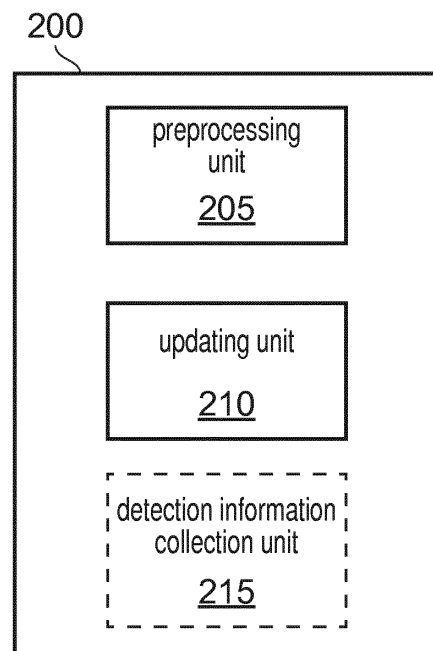 200
preprocessing
unit
205
updating unit
210
detection information
collection unit
215